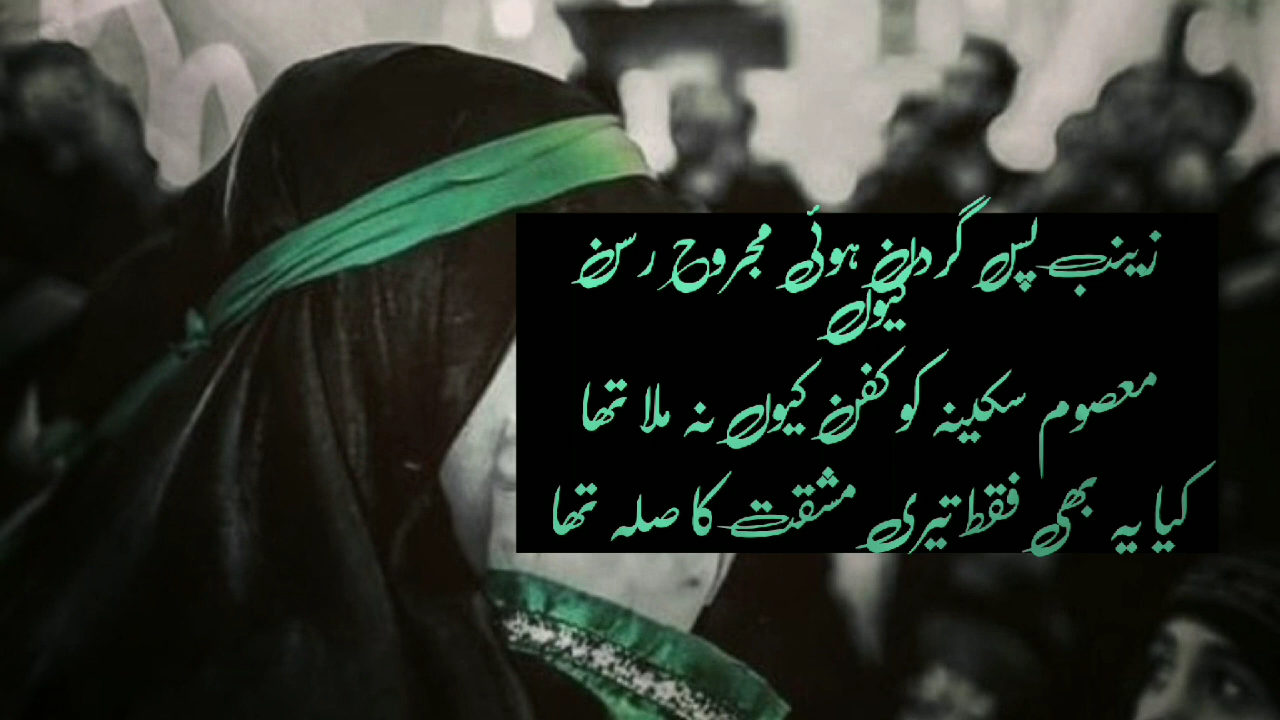 زینب پس گردن ہوئی مجروح رسن
کیوں
معصوم سکینہ کو کفن کیوں نہ ملا تھا
کیا یہ بھی فقط تیری مشقت کا صلہ تھا